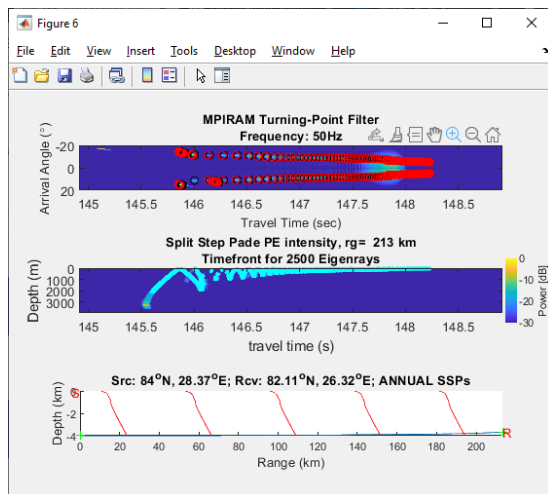 Figure 6
File Edit View Insert Tools Desktop Window Help
MPIRAM Turning-Point Filter
Frequency: 50Hz
Arrival Angle (°)
-20
0
20
145 145.5 146 146.5 147 147.5 148 148.5
Travel Time (sec)
Split Step Pade PE intensity, rg= 213 km
Timefront for 2500 Eigenrays
Depth (m)
0
1000
2000
3000
145 145.5 146 146.5 147 147.5 148 148.5
travel time (s)
0
-10
-20
-30
Power [dB]
Src: 84°N, 28.37°E; Rcv: 82.11°N, 26.32°E; ANNUAL SSPs
Depth (km)
0
-2
-4
S
R
0 20 40 60 80 100 120 140 160 180 200
Range (km)